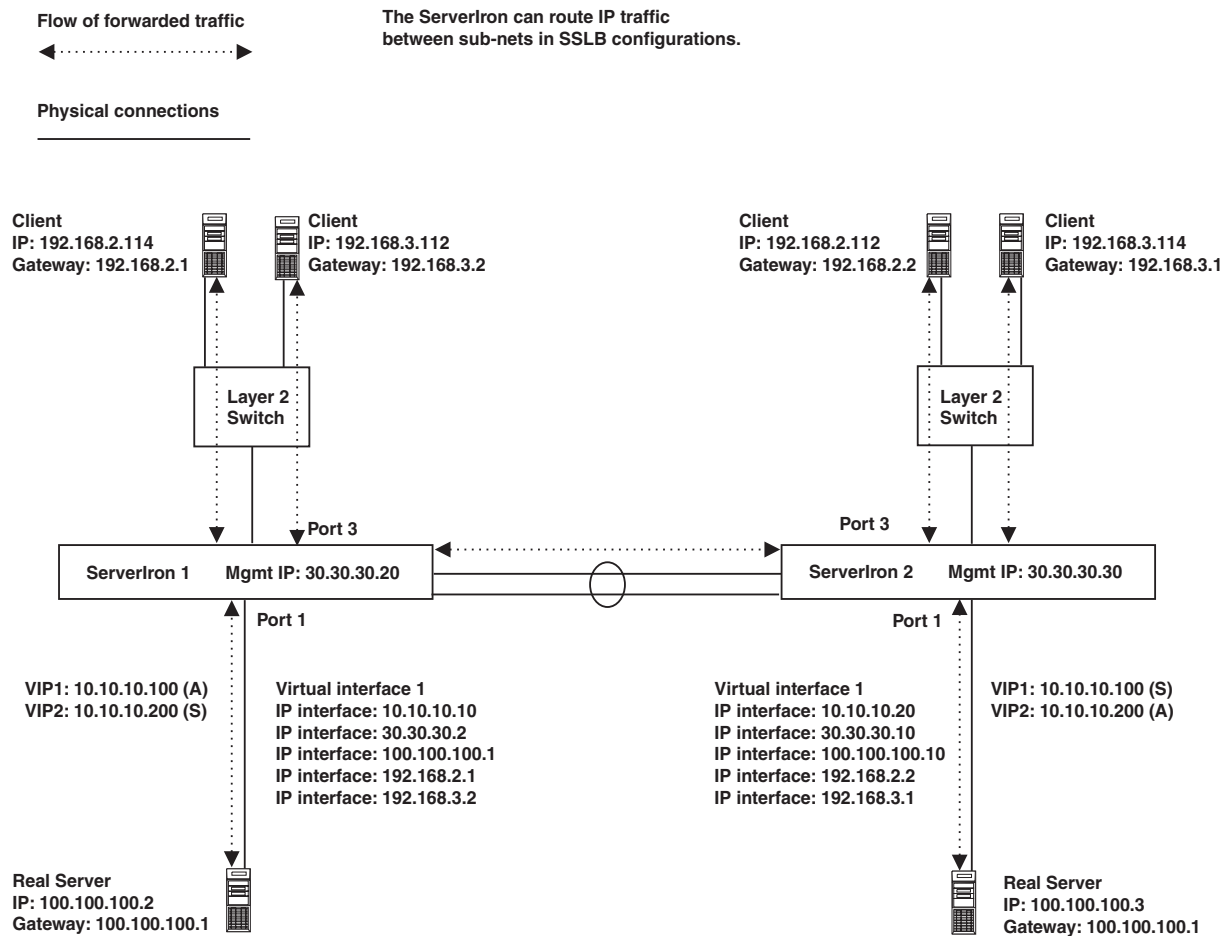 Flow of forwarded traffic
The ServerIron can route IP traffic
between sub-nets in SSLB configurations.
Physical connections
Client
IP: 192.168.2.114
Gateway: 192.168.2.1
Client
IP: 192.168.3.112
Gateway: 192.168.3.2
Client
IP: 192.168.2.112
Gateway: 192.168.2.2
Client
IP: 192.168.3.114
Gateway: 192.168.3.1
Layer 2
Switch
Layer 2
Switch
Port 3
Port 3
ServerIron 1 Mgmt IP: 30.30.30.20
ServerIron 2 Mgmt IP: 30.30.30.30
Port 1
Port 1
VIP1: 10.10.10.100 (A)
VIP2: 10.10.10.200 (S)
Virtual interface 1
IP interface: 10.10.10.10
IP interface: 30.30.30.2
IP interface: 100.100.100.1
IP interface: 192.168.2.1
IP interface: 192.168.3.2
Virtual interface 1
IP interface: 10.10.10.20
IP interface: 30.30.30.10
IP interface: 100.100.100.10
IP interface: 192.168.2.2
IP interface: 192.168.3.1
VIP1: 10.10.10.100 (S)
VIP2: 10.10.10.200 (A)
Real Server
IP: 100.100.100.2
Gateway: 100.100.100.1
Real Server
IP: 100.100.100.3
Gateway: 100.100.100.1